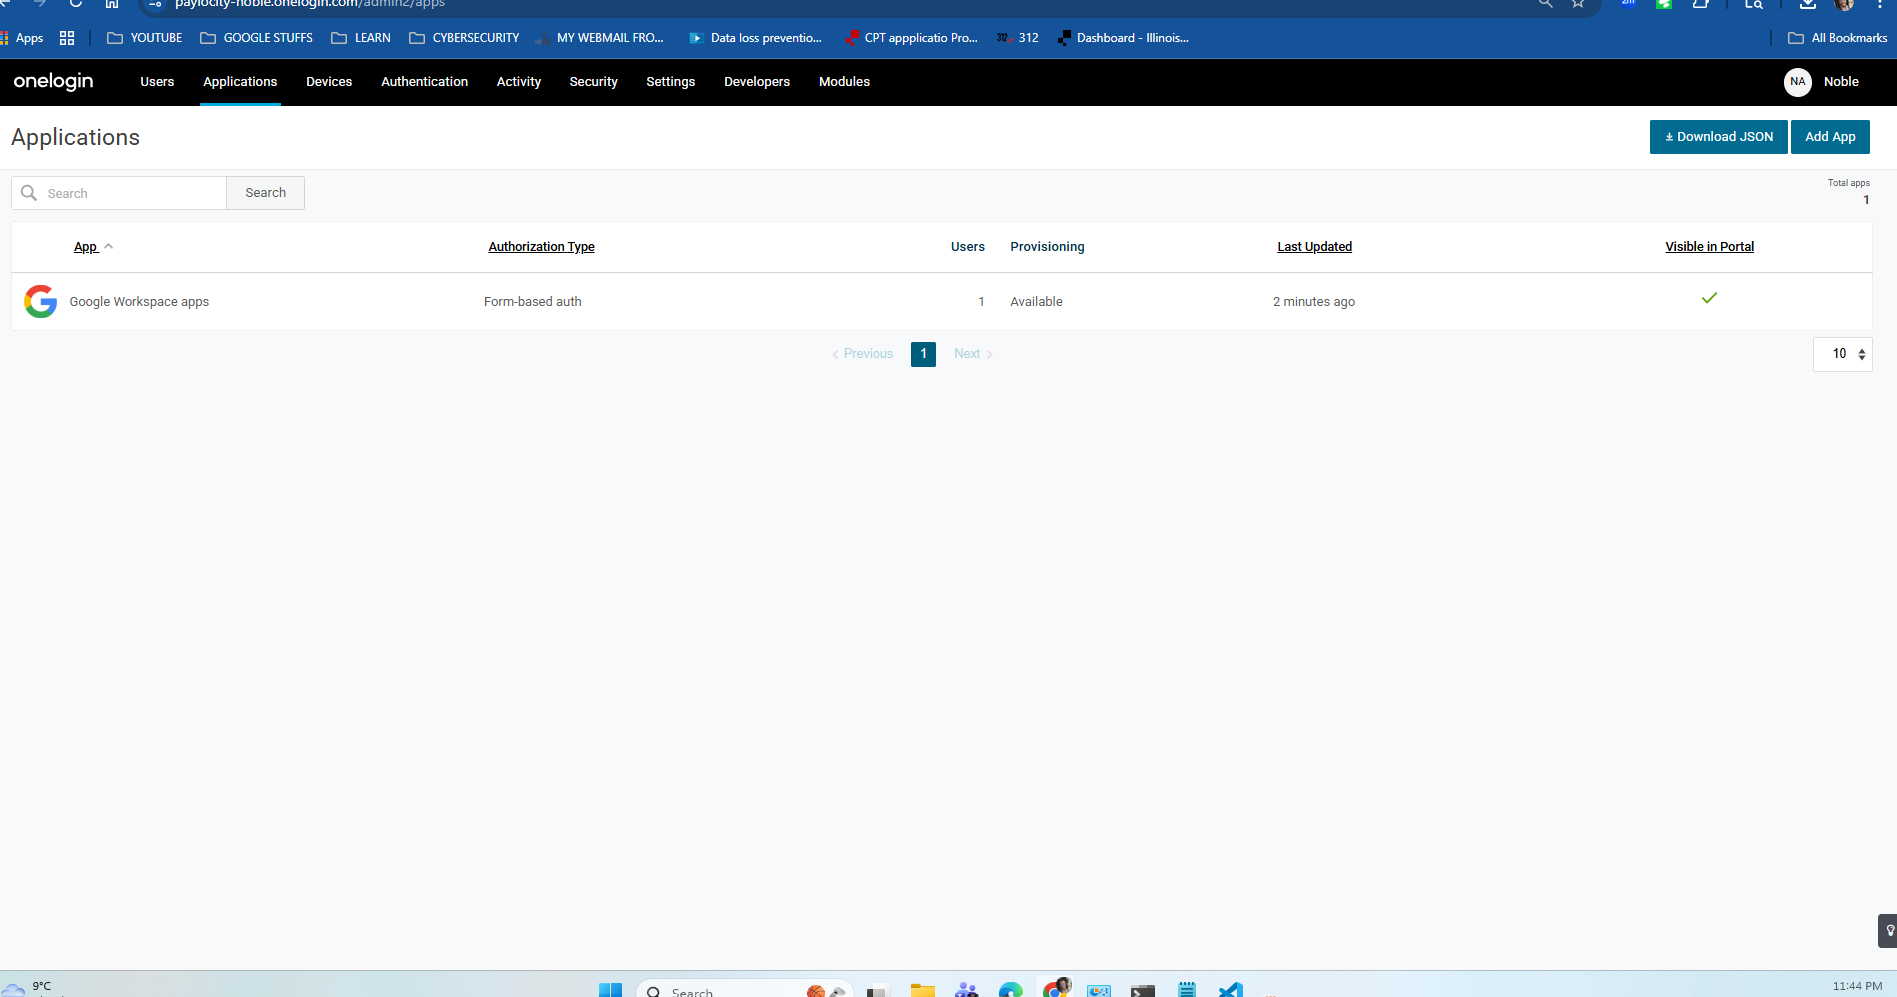 paylocity-noble.onelogin.com/admin2/apps
Apps YOUTUBE GOOGLE STUFFS LEARN CYBERSECURITY MY WEBMAIL FRO... Data loss preventio... CPT appplicatio Pro... 312 312 Dashboard - Illinois... All Bookmarks
onelogin Users Applications Devices Authentication Activity Security Settings Developers Modules NA Noble
Applications
Download JSON Add App
Search Search
Total apps
1
App Authorization Type Users Provisioning Last Updated Visible in Portal
Google Workspace apps Form-based auth 1 Available 2 minutes ago
Previous 1 Next 10
9°C
Search
11:44 PM